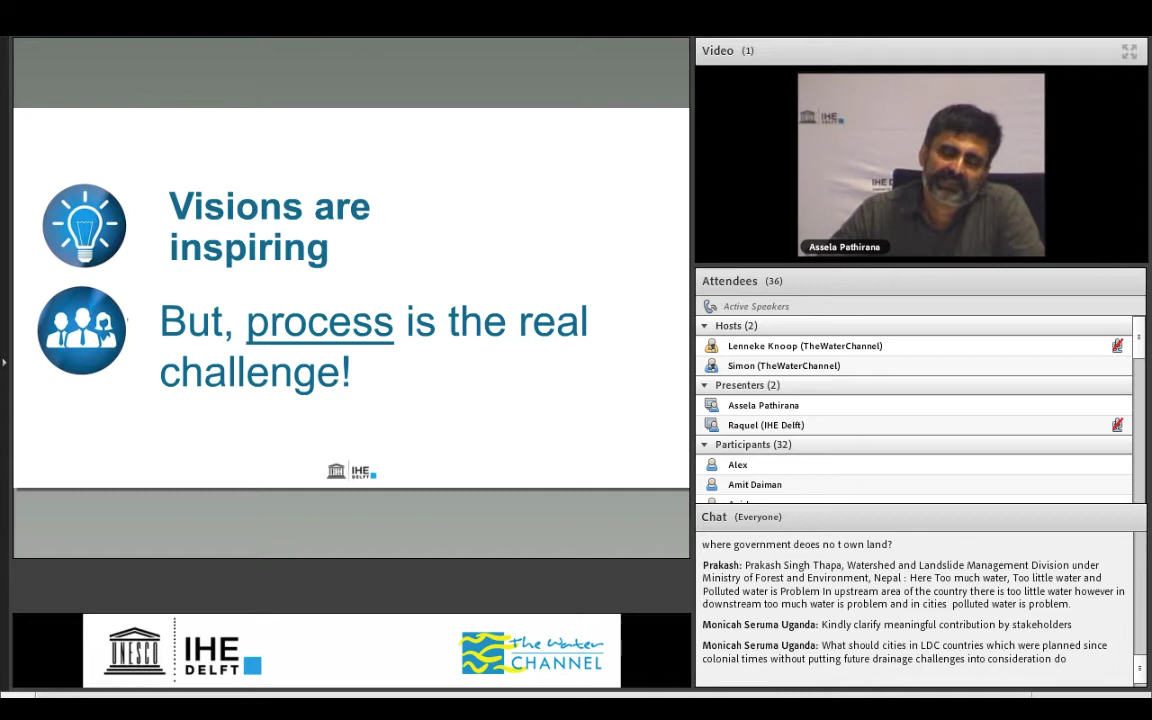 Visions are
inspiring
But, process is the real
challenge!
IHE
DELFT
UNESCO
IHE
DELFT
The Water
CHANNEL
Video (1)
IHE
DELFT
IHE D
Assela Pathirana
Attendees (36)
Active Speakers
Hosts (2)
Lenneke Knoop (TheWaterChannel)
Simon (TheWaterChannel)
Presenters (2)
Assela Pathirana
Raquel (IHE Delft)
Participants (32)
Alex
Amit Daiman
Chat (Everyone)
where government deoes no t own land?
Prakash: Prakash Singh Thapa, Watershed and Landslide Management Division under
Ministry of Forest and Environment, Nepal : Here Too much water, Too little water and
Polluted water is Problem In upstream area of the country there is too little water however in
downstream too much water is problem and in cities polluted water is problem.
Monicah Seruma Uganda: Kindly clarify meaningful contribution by stakeholders
Monicah Seruma Uganda: What should cities in LDC countries which were planned since
colonial times without putting future drainage challenges into consideration do